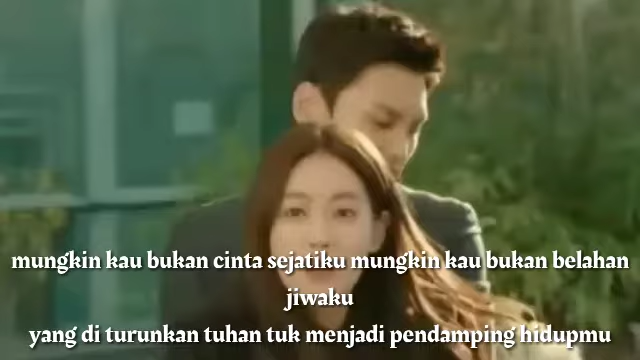 mungkin kau bukan cinta sejatiku mungkin kau bukan belahan
jiwaku
yang di turunkan tuhan tuk menjadi pendamping hidupmu